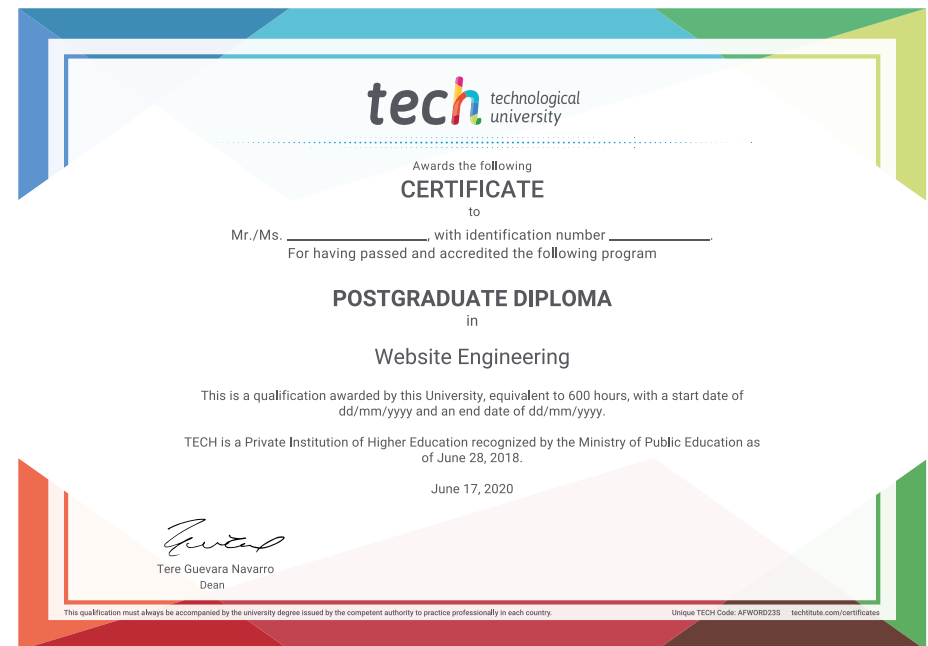 tech technological
university
Awards the following
CERTIFICATE
to
Mr./Ms. ____________________, with identification number ______________.
For having passed and accredited the following program
POSTGRADUATE DIPLOMA
in
Website Engineering
This is a qualification awarded by this University, equivalent to 600 hours, with a start date of
dd/mm/yyyy and an end date of dd/mm/yyyy.
TECH is a Private Institution of Higher Education recognized by the Ministry of Public Education as
of June 28, 2018.
June 17, 2020
Tere Guevara Navarro
Dean
This qualification must always be accompanied by the university degree issued by the competent authority to practice professionally in each country. Unique TECH Code: AFWORD23S techtitute.com/certificates